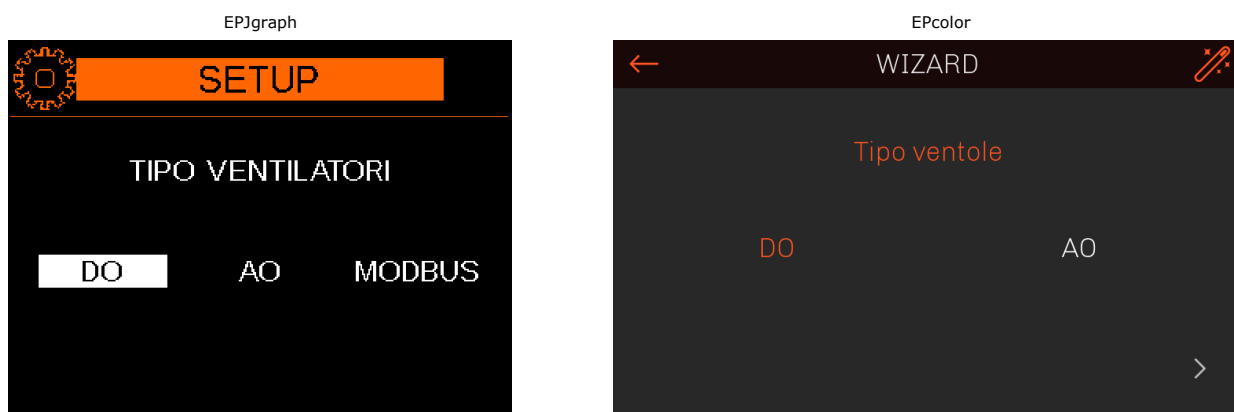 EPJgraph
SETUP
TIPO VENTILATORI
DO AO MODBUS
EPcolor
WIZARD
Tipo ventole
DO AO